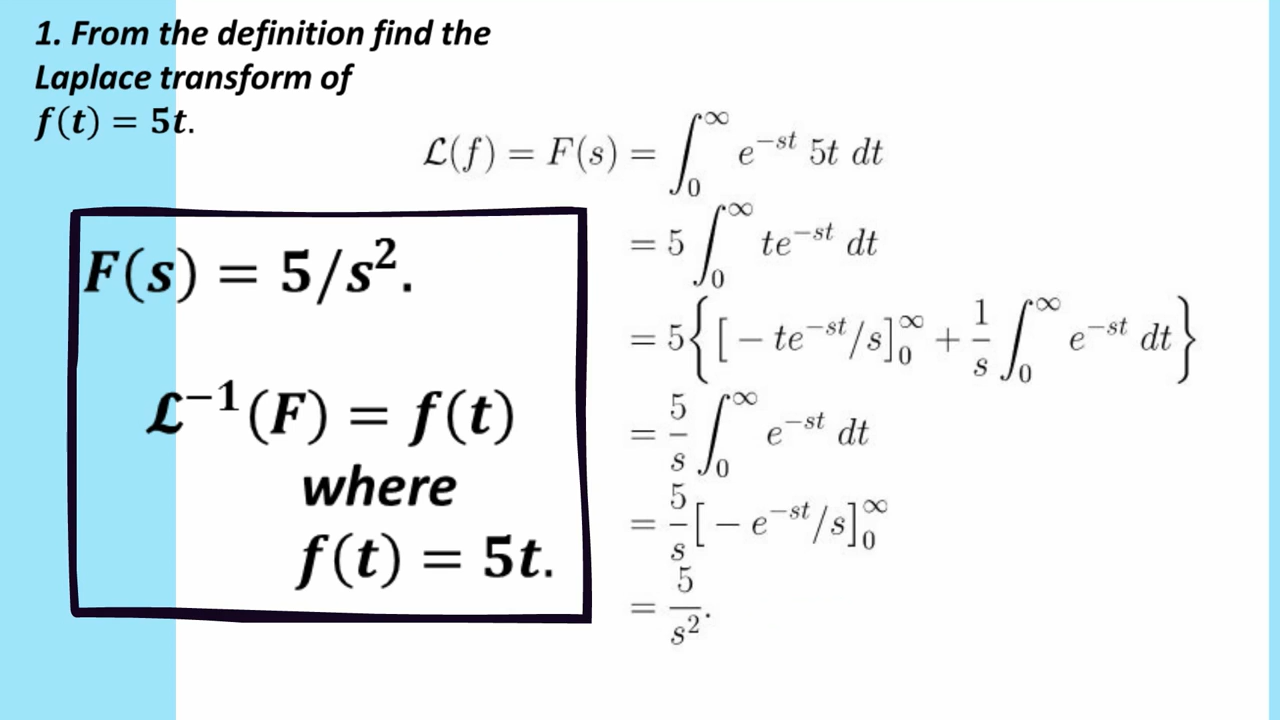 1. From the definition find the
Laplace transform of
f(t) = 5t.
ℒ(f) = F(s) = ∫₀^∞ e^{−st} 5t dt
= 5 ∫₀^∞ te^{−st} dt
= 5{[ − te^{−st}/s]₀^∞ + 1/s ∫₀^∞ e^{−st} dt}
= 5/s ∫₀^∞ e^{−st} dt
= 5/s [ − e^{−st}/s]₀^∞
= 5/s².
F(s) = 5/s².
ℒ⁻¹(F) = f(t)
where
f(t) = 5t.